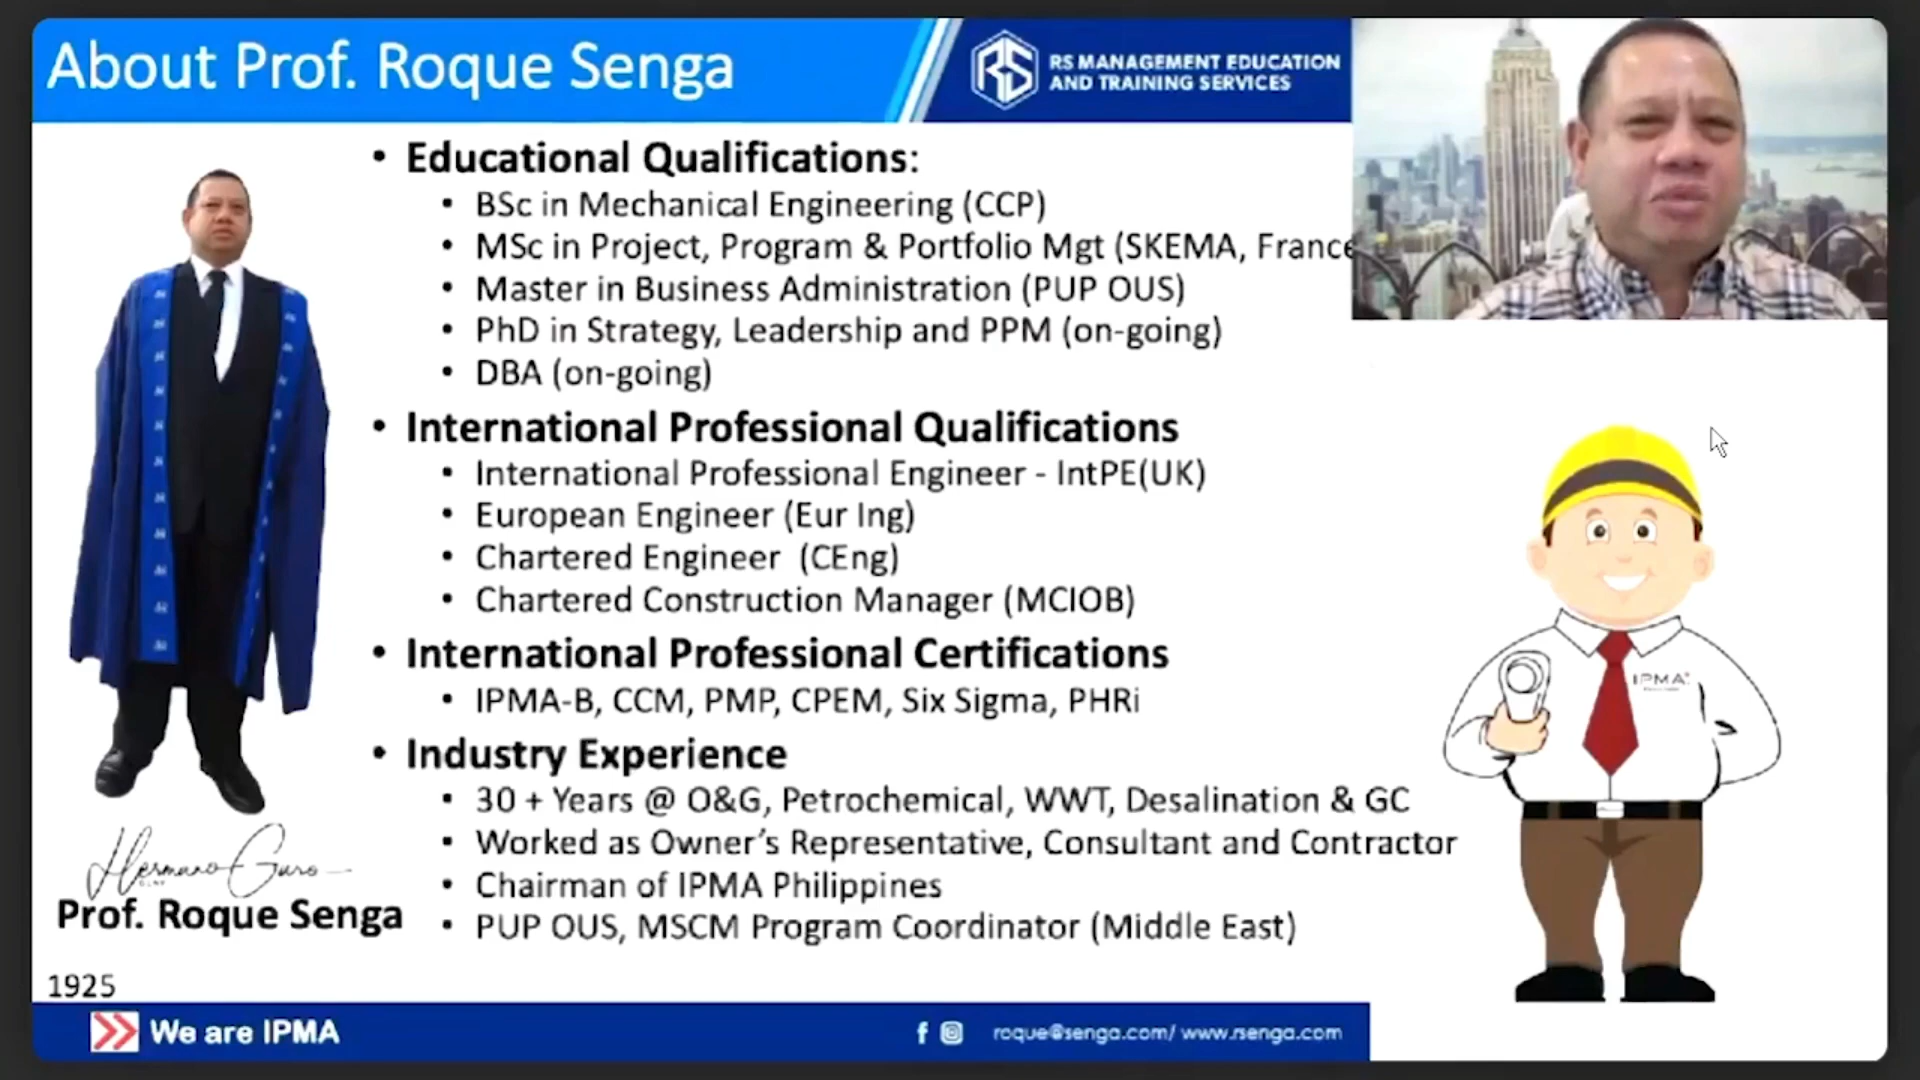 About Prof. Roque Senga
RS MANAGEMENT EDUCATION
AND TRAINING SERVICES
• Educational Qualifications:
• BSc in Mechanical Engineering (CCP)
• MSc in Project, Program & Portfolio Mgt (SKEMA, France
• Master in Business Administration (PUP OUS)
• PhD in Strategy, Leadership and PPM (on-going)
• DBA (on-going)
• International Professional Qualifications
• International Professional Engineer - IntPE(UK)
• European Engineer (Eur Ing)
• Chartered Engineer (CEng)
• Chartered Construction Manager (MCIOB)
• International Professional Certifications
• IPMA-B, CCM, PMP, CPEM, Six Sigma, PHRi
• Industry Experience
• 30 + Years @ O&G, Petrochemical, WWT, Desalination & GC
• Worked as Owner's Representative, Consultant and Contractor
• Chairman of IPMA Philippines
• PUP OUS, MSCM Program Coordinator (Middle East)
Hermano Guro
Prof. Roque Senga
IPMA
1925
We are IPMA
roque@senga.com/ www.rsenga.com